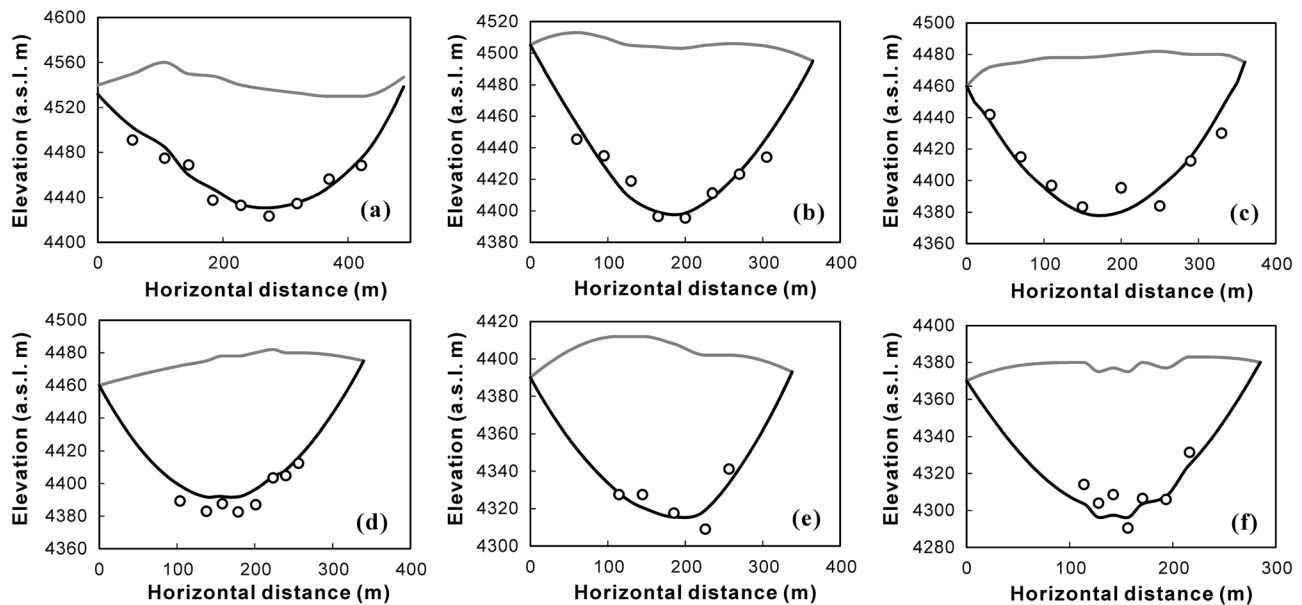 4600
4560
4520
4480
4440
4400
Elevation (a.s.l. m)
(a)
0 200 400
Horizontal distance (m)
4520
4500
4480
4460
4440
4420
4400
4380
Elevation (a.s.l. m)
(b)
0 100 200 300 400
Horizontal distance (m)
4500
4480
4460
4440
4420
4400
4380
4360
Elevation (a.s.l. m)
(c)
0 100 200 300 400
Horizontal distance (m)
4500
4480
4460
4440
4420
4400
4380
4360
Elevation (a.s.l. m)
(d)
0 100 200 300 400
Horizontal distance (m)
4420
4400
4380
4360
4340
4320
4300
Elevation (a.s.l. m)
(e)
0 100 200 300 400
Horizontal distance (m)
4400
4380
4360
4340
4320
4300
4280
Elevation (a.s.l. m)
(f)
0 100 200 300
Horizontal distance (m)